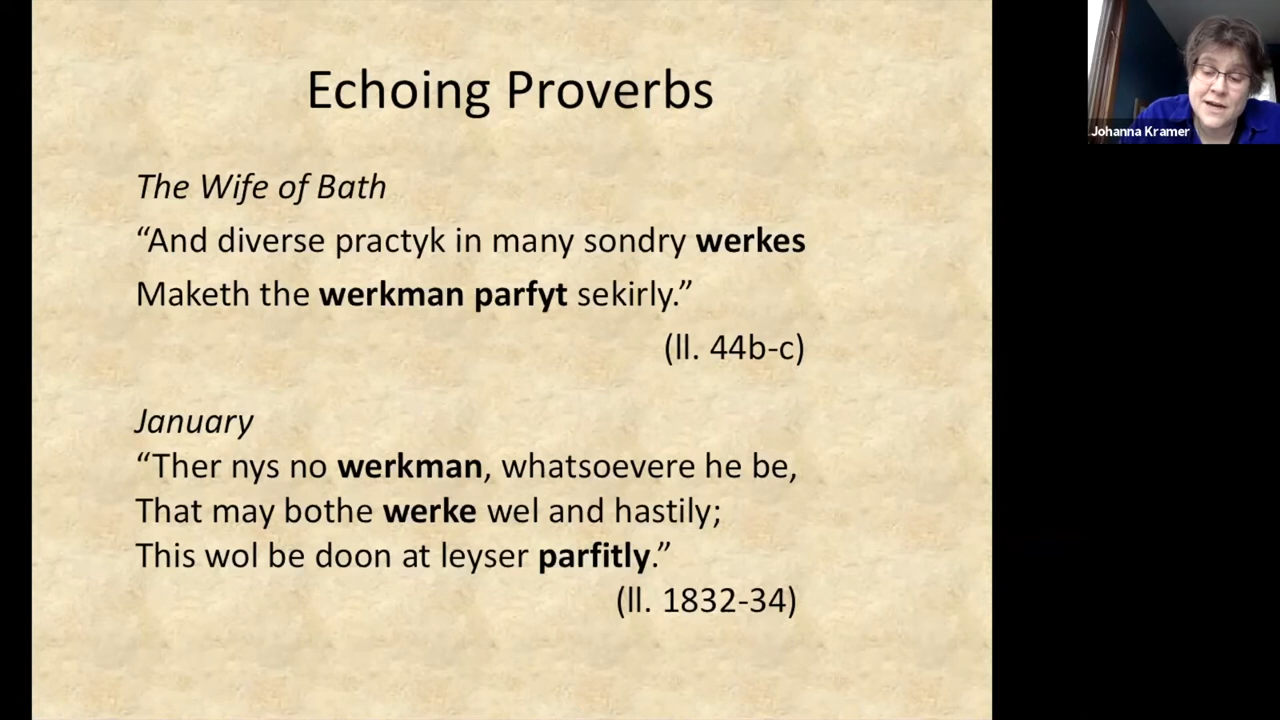 Echoing Proverbs
The Wife of Bath
“And diverse practyk in many sondry werkes
Maketh the werkman parfyt sekirly.”
(ll. 44b-c)
January
“Ther nys no werkman, whatsoevere he be,
That may bothe werke wel and hastily;
This wol be doon at leyser parfitly.”
(ll. 1832-34)
Johanna Kramer